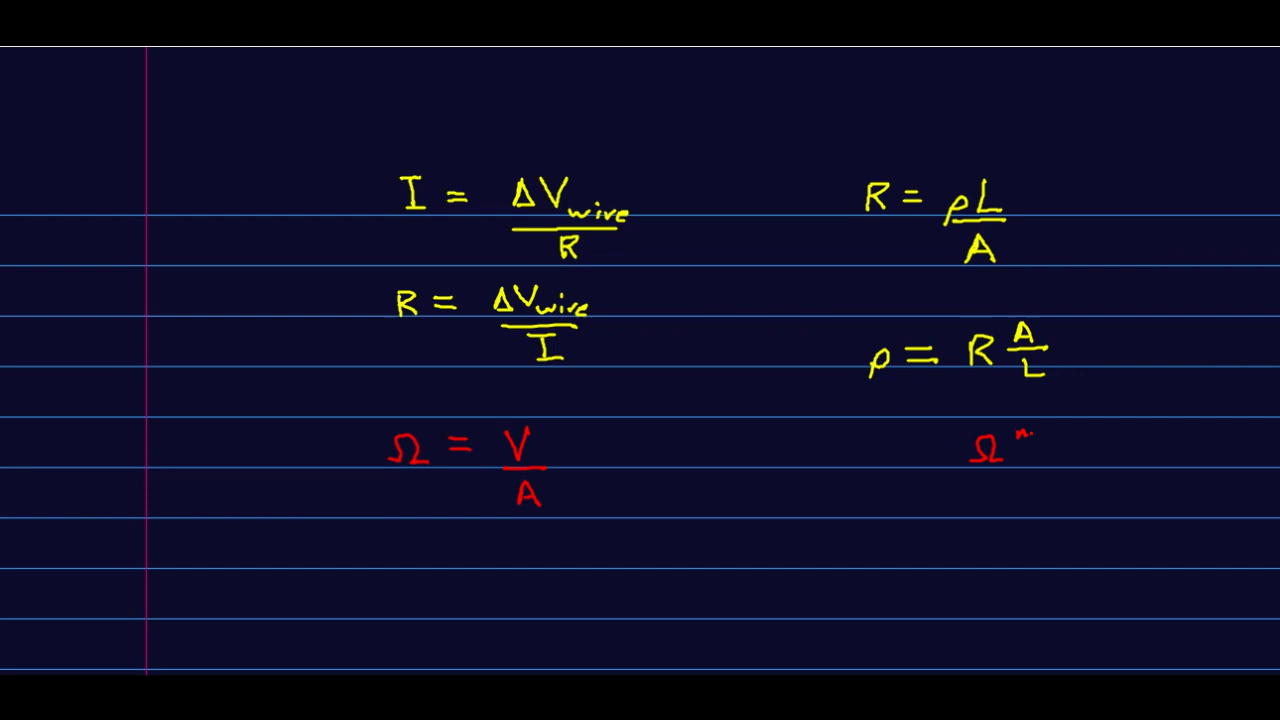 I = ΔV_wire / R
R = ρL / A
R = ΔV_wire / I
ρ = R A / L
Ω = V / A
Ω